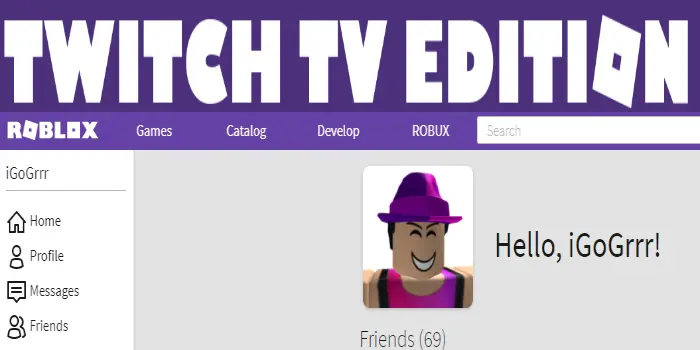 TWITCH TV EDITION
ROBLOX Games Catalog Develop ROBUX Search
iGoGrrr
Home
Profile
Messages
Friends
Hello, iGoGrrr!
Friends (69)